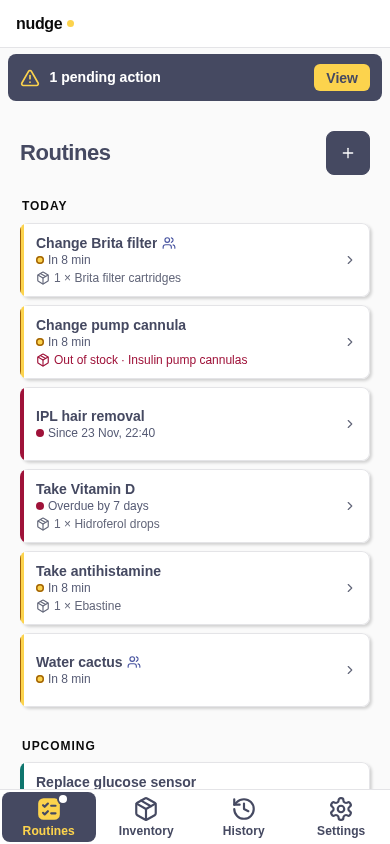 nudge
1 pending action
View
Routines
+
TODAY
Change Brita filter
In 8 min
1 × Brita filter cartridges
Change pump cannula
In 8 min
Out of stock · Insulin pump cannulas
IPL hair removal
Since 23 Nov, 22:40
Take Vitamin D
Overdue by 7 days
1 × Hidroferol drops
Take antihistamine
In 8 min
1 × Ebastine
Water cactus
In 8 min
UPCOMING
Replace glucose sensor
Routines
Inventory
History
Settings